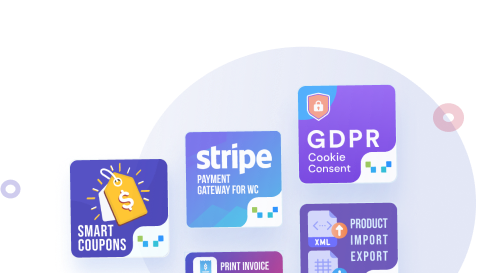 GDPR
Cookie
Consent
stripe
PAYMENT
GATEWAY FOR WC
SMART
COUPONS
$
PRODUCT
IMPORT
EXPORT
XML
PRINT INVOICE